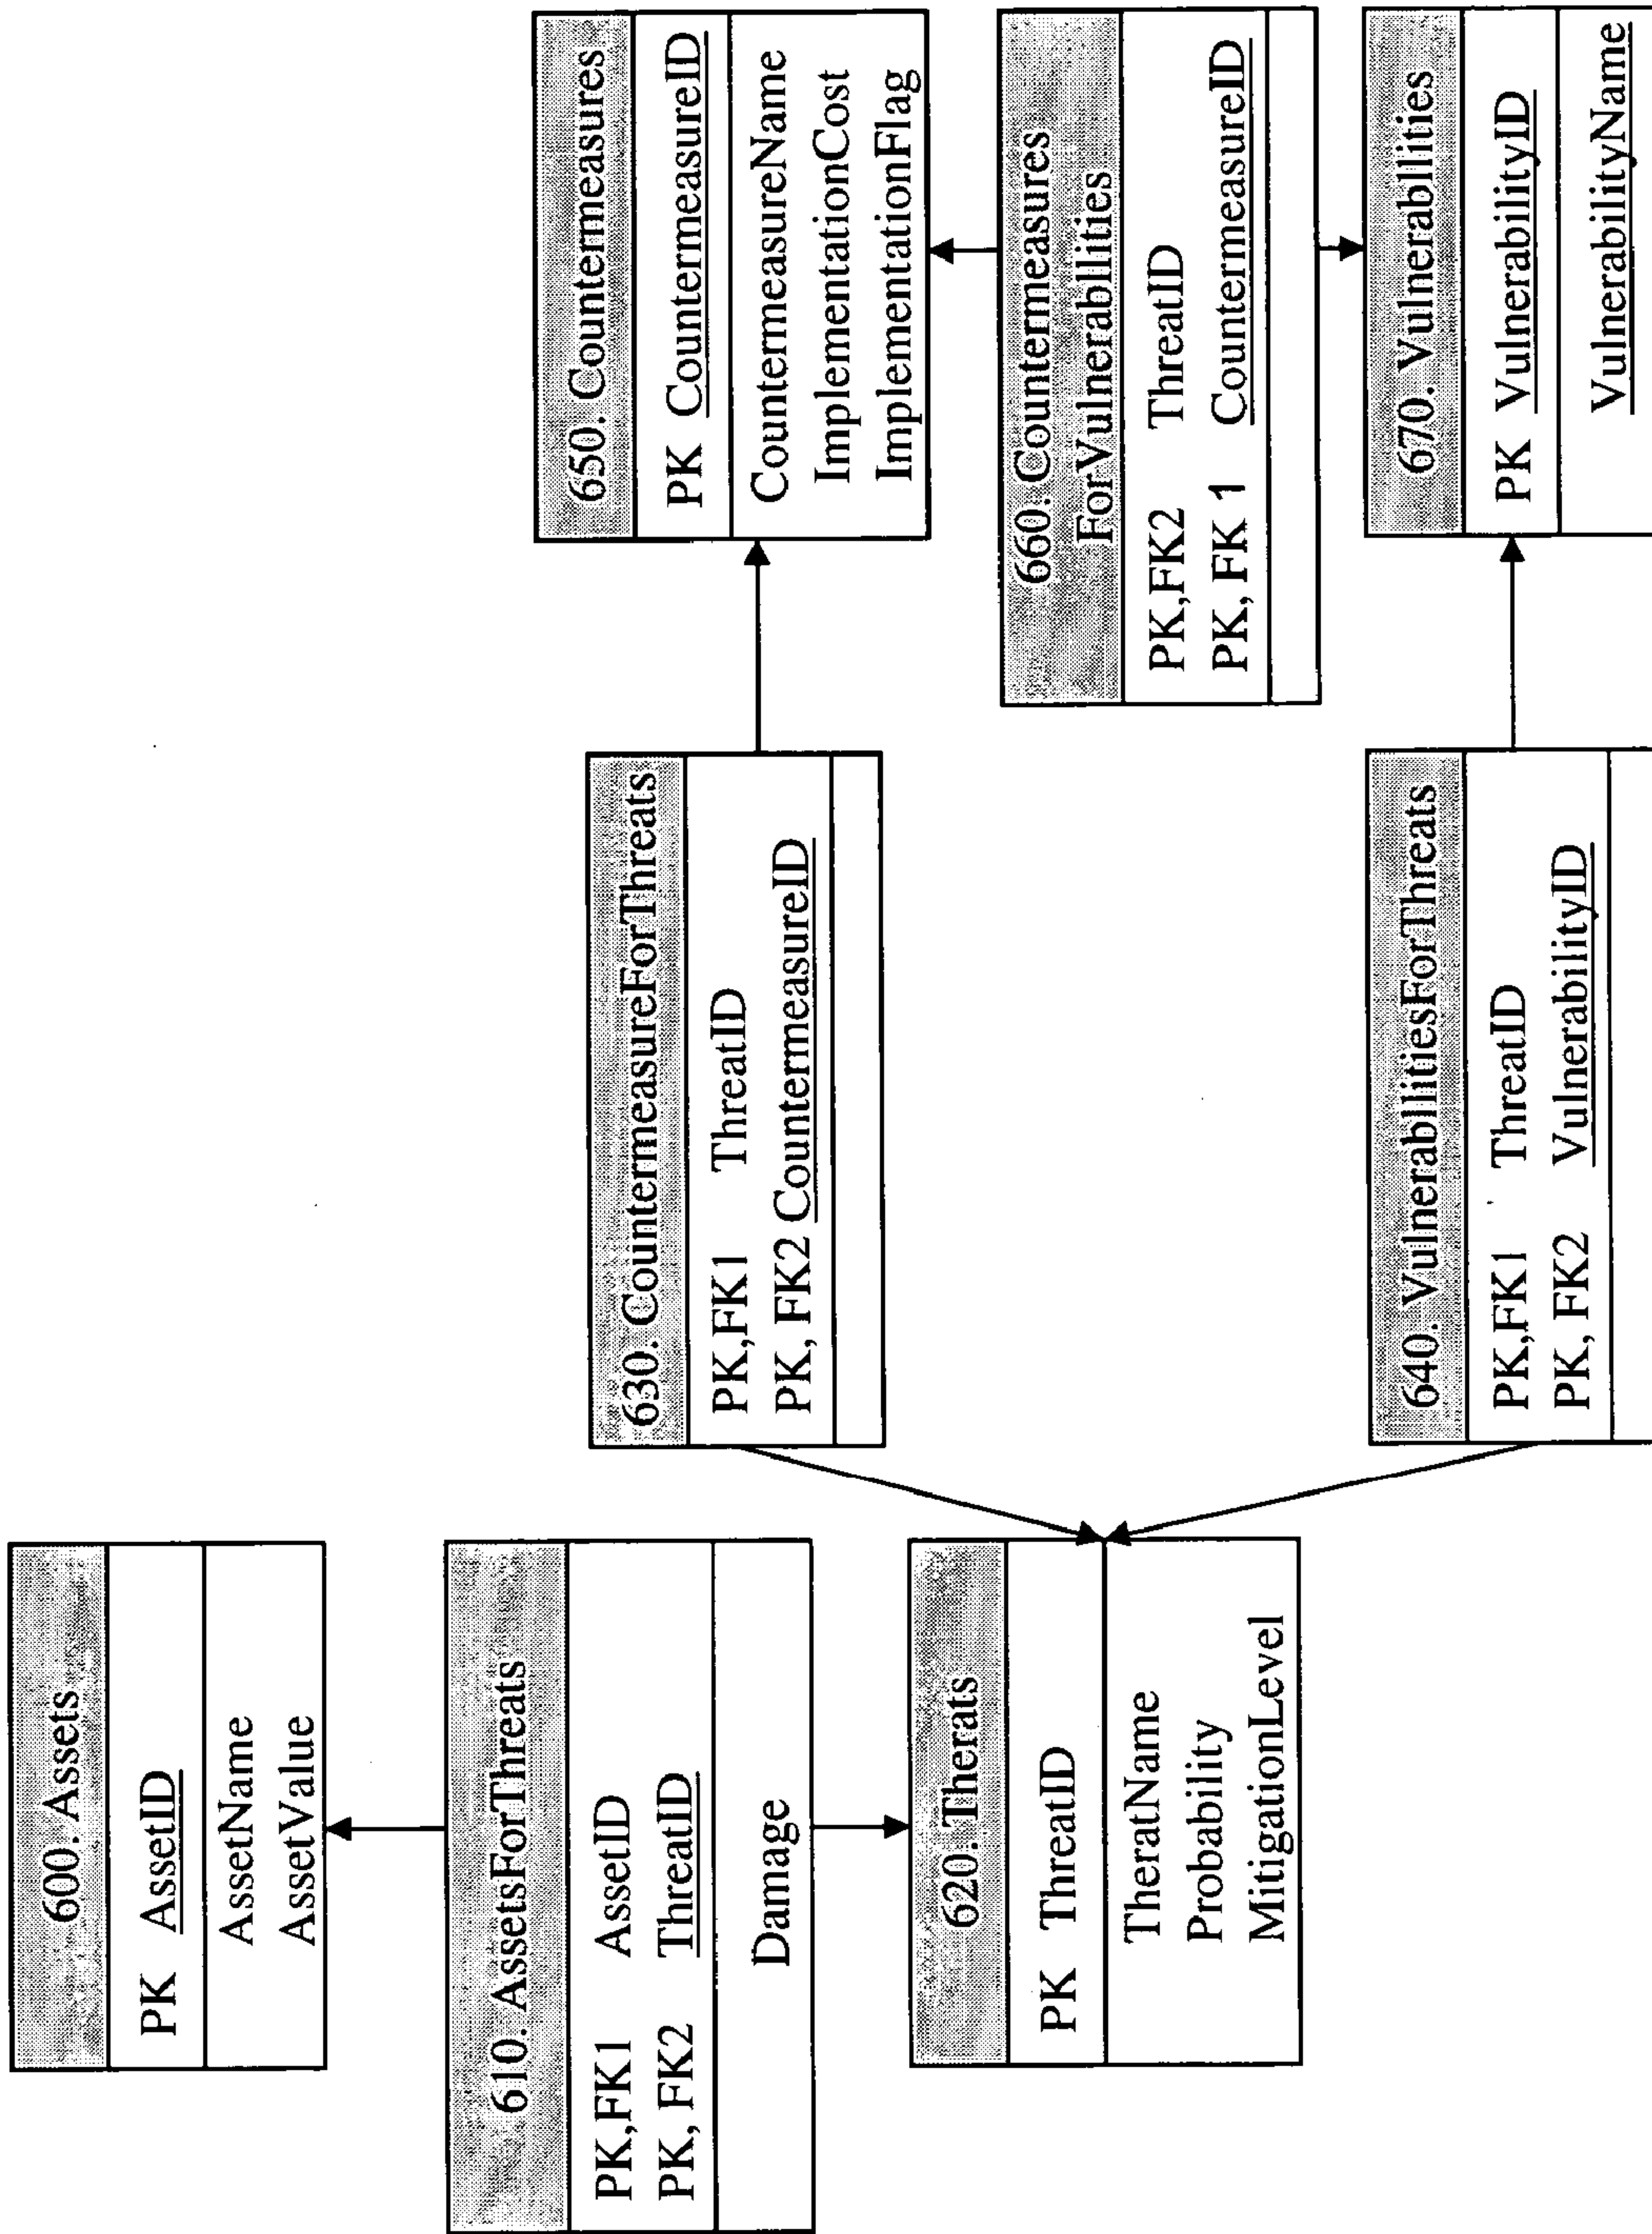 600. Assets
PK AssetID
AssetName
AssetValue
610. AssetsForThreats
PK,FK1 AssetID
PK, FK2 ThreatID
Damage
620. Therats
PK ThreatID
TheratName
Probability
MitigationLevel
630. CountermeasureForThreats
PK,FK1 ThreatID
PK, FK2 CountermeasureID
640. VulnerabilitiesForThreats
PK,FK1 ThreatID
PK, FK2 VulnerabilityID
650. Countermeasures
PK CountermeasureID
CountermeasureName
ImplementationCost
ImplementationFlag
660. Countermeasures
ForVulnerabilities
PK,FK2 ThreatID
PK, FK 1 CountermeasureID
670. Vulnerabilities
PK VulnerabilityID
VulnerabilityName